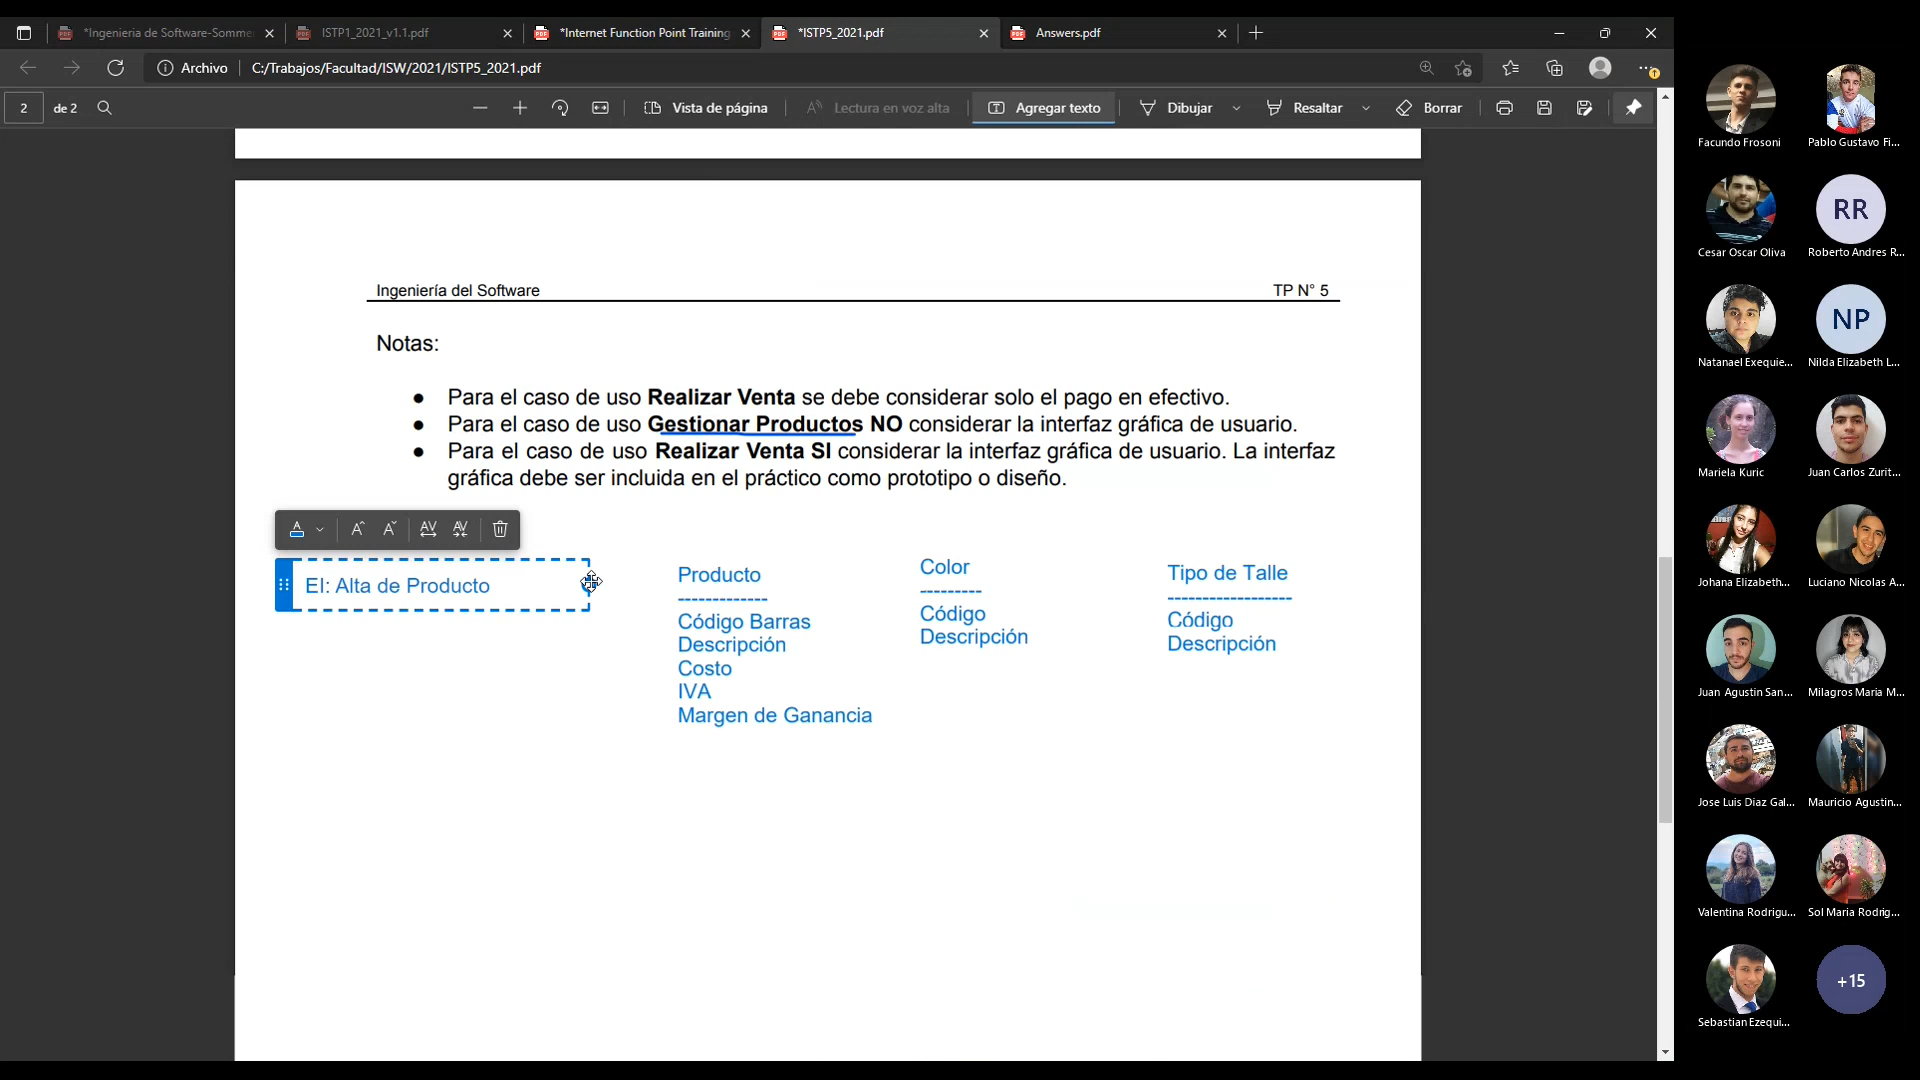 *Ingenieria de Software-Somme
ISTP1_2021_v1.1.pdf
*Internet Function Point Training
*ISTP5_2021.pdf
Answers.pdf
Archivo
C:/Trabajos/Facultad/ISW/2021/ISTP5_2021.pdf
2 de 2
Vista de página
Lectura en voz alta
Agregar texto
Dibujar
Resaltar
Borrar
Ingeniería del Software
TP N° 5
Notas:
● Para el caso de uso Realizar Venta se debe considerar solo el pago en efectivo.
● Para el caso de uso Gestionar Productos NO considerar la interfaz gráfica de usuario.
● Para el caso de uso Realizar Venta SI considerar la interfaz gráfica de usuario. La interfaz
gráfica debe ser incluida en el práctico como prototipo o diseño.
EI: Alta de Producto
Producto
-------------
Código Barras
Descripción
Costo
IVA
Margen de Ganancia
Color
---------
Código
Descripción
Tipo de Talle
------------------
Código
Descripción
Facundo Frosoni
Pablo Gustavo Fi...
Cesar Oscar Oliva
RR
Roberto Andres R...
Natanael Exequie...
NP
Nilda Elizabeth L...
Mariela Kuric
Juan Carlos Zurit...
Johana Elizabeth...
Luciano Nicolas A...
Juan Agustin San...
Milagros Maria M...
Jose Luis Diaz Gal...
Mauricio Agustin...
Valentina Rodrigu...
Sol Maria Rodrig...
Sebastian Ezequi...
+15